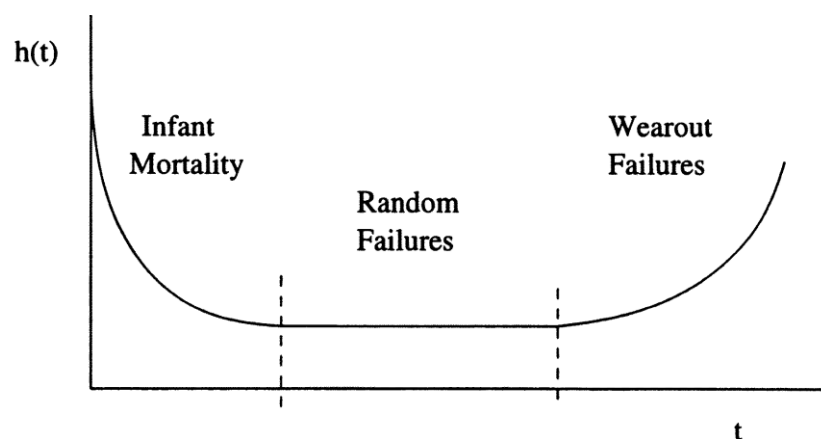 h(t)
Infant
Mortality
Wearout
Failures
Random
Failures
t